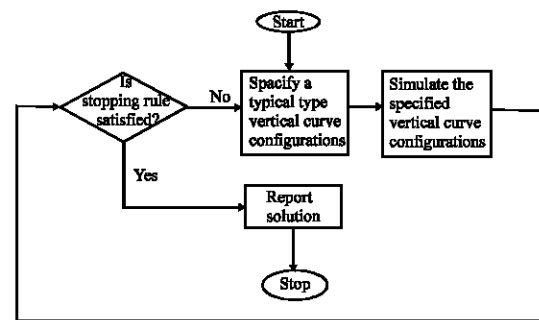 Start
Is
stopping rule
satisfied?
No
Spacify a
typical type
vertical curve
configurations
Simulate the
specified
vertical curve
configurations
Yes
Report
solution
Stop